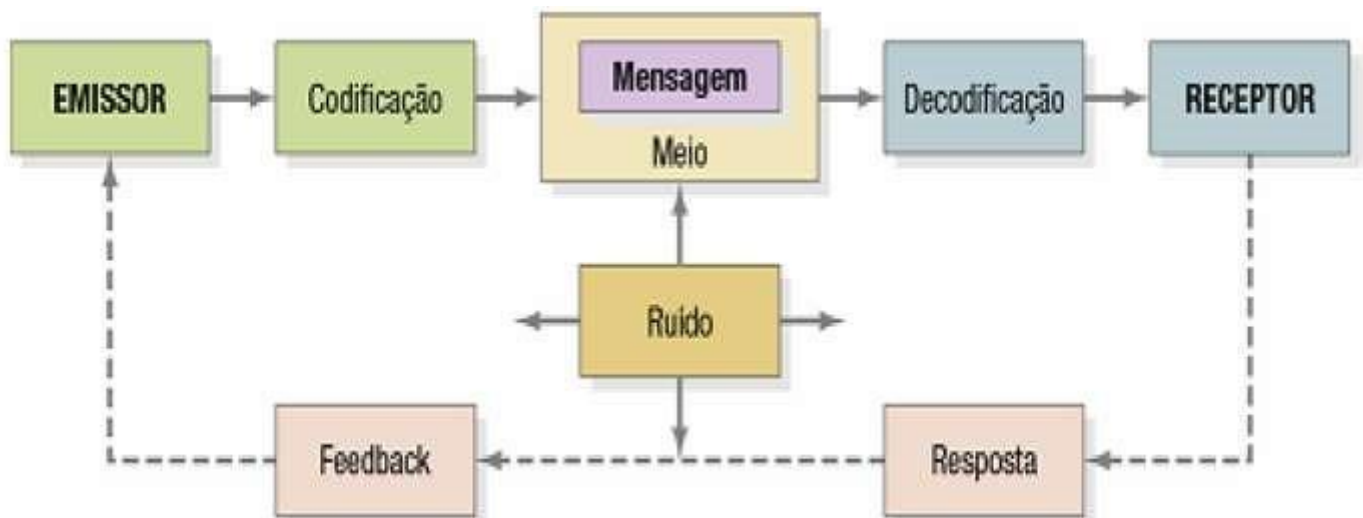 EMISSOR
Codificação
Mensagem
Meio
Decodificação
RECEPTOR
Ruído
Feedback
Resposta